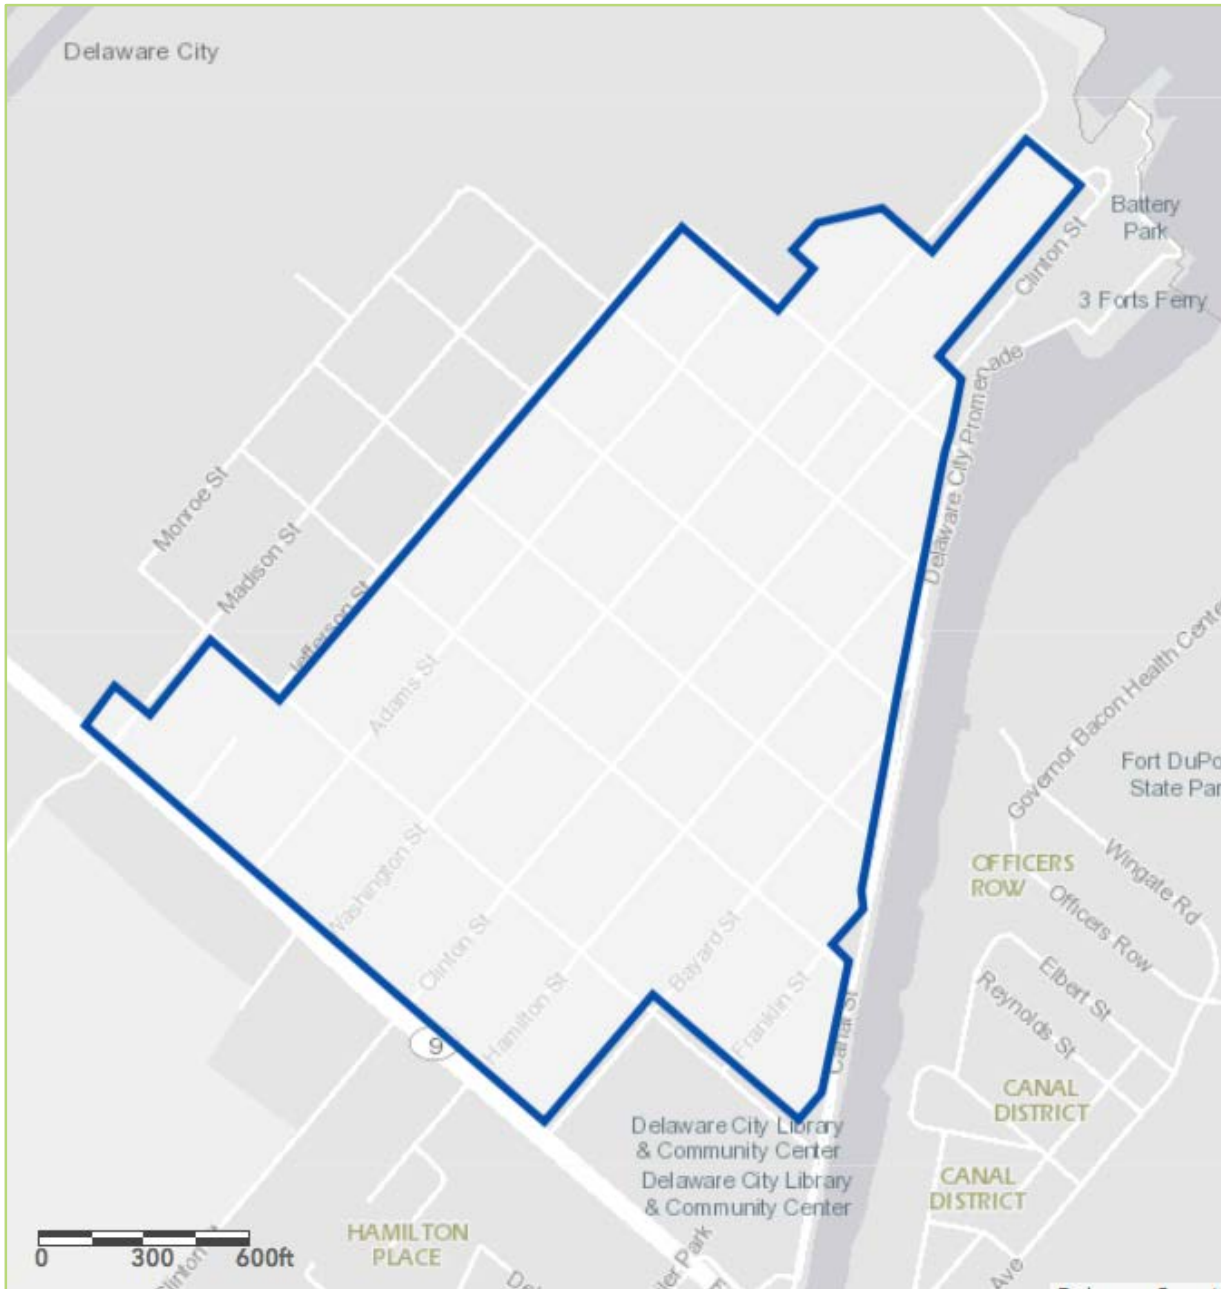 Delaware City
Battery
Park
Clinton St
3 Forts Ferry
Delaware City Promenade
Monroe St
Madison St
Jefferson St
Adams St
Governor Bacon Health Cente
Fort DuPo
State Par
Washington St
OFFICERS
ROW
Wingate Rd
Officers Row
Clinton St
Bayard St
Hamilton St
Franklin St
Elbert St
Reynolds St
Canal St
9
CANAL
DISTRICT
Delaware City Library
& Community Center
Delaware City Library
& Community Center
CANAL
DISTRICT
HAMILTON
PLACE
0 300 600ft
Ave